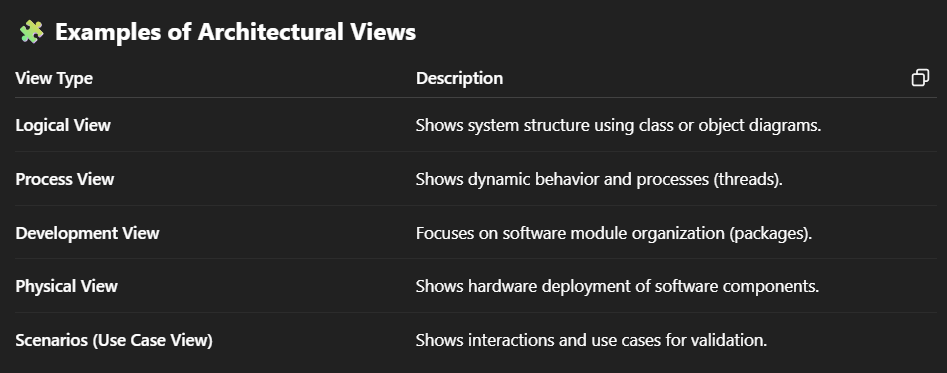 🧩 Examples of Architectural Views
View Type Description
Logical View Shows system structure using class or object diagrams.
Process View Shows dynamic behavior and processes (threads).
Development View Focuses on software module organization (packages).
Physical View Shows hardware deployment of software components.
Scenarios (Use Case View) Shows interactions and use cases for validation.